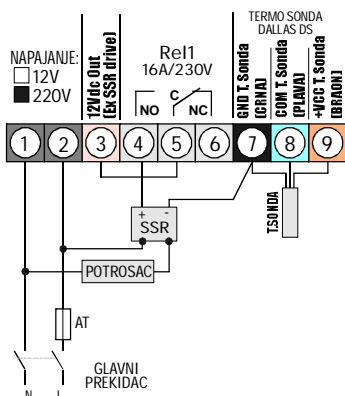 NAPAJANJE:
12V
220V
12Vdc Out
(Ex SSR drive)
Rel1
16A/230V
C
NO
NC
TERMO SONDA
DALLAS DS
GND T. Sonda
(CRNA)
COM T. Sonda
(PLAVA)
+VCC T. Sonda
(BRAON)
1 2 3 4 5 6 7 8 9
+ -
SSR
T.SONDA
POTROSAC
AT
GLAVNI
PREKIDAC
N L